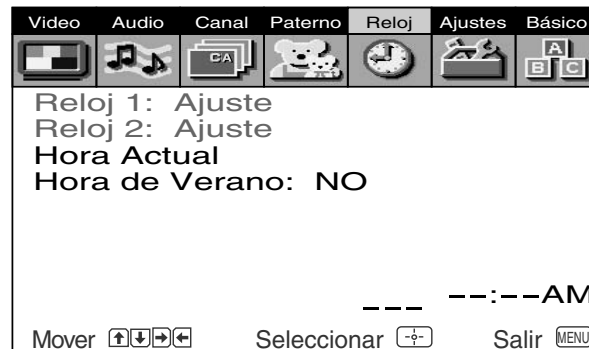 Video Audio Canal Paterno Reloj Ajustes Básico
CA A B C
Reloj 1: Ajuste
Reloj 2: Ajuste
Hora Actual
Hora de Verano: NO
___ --:--AM
Mover Seleccionar Salir MENU